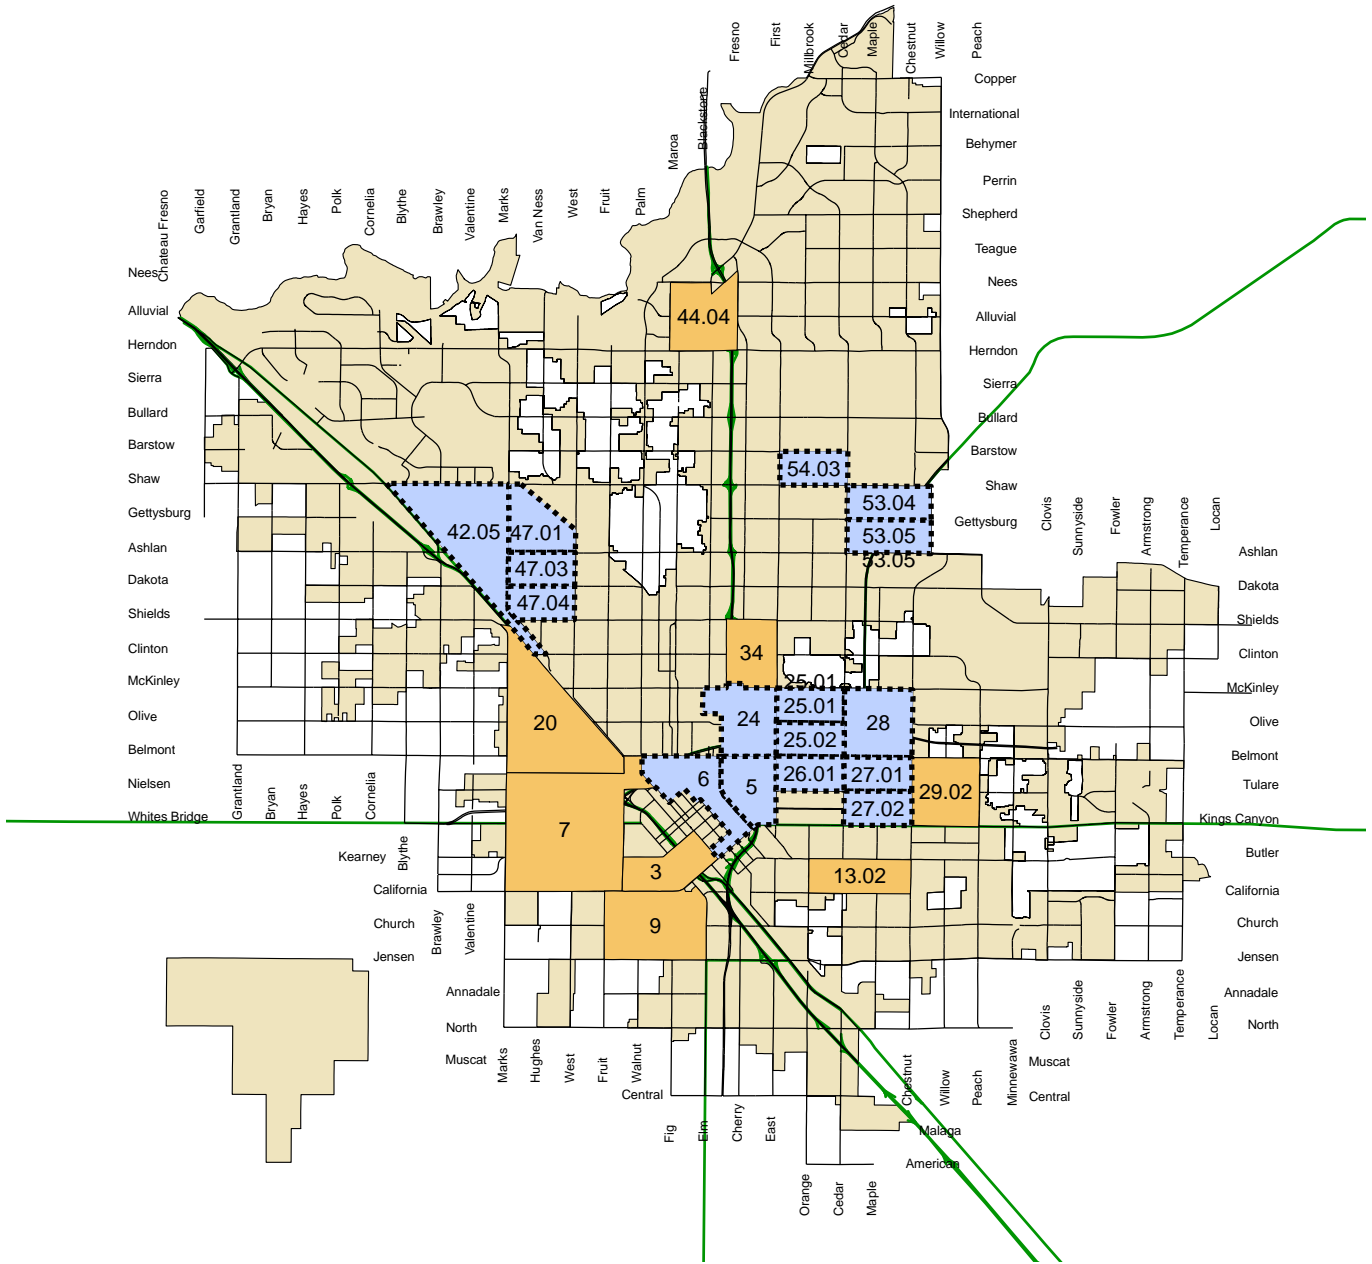 Fresno
First
Millbrook
Cedar
Maple
Chestnut
Willow
Peach
Copper
International
Behymer
Perrin
Shepherd
Teague
Nees
Alluvial
Herndon
Sierra
Bullard
Barstow
Shaw
Gettysburg
Maroa
Blackstone
Chateau Fresno
Garfield
Grantland
Bryan
Hayes
Polk
Cornelia
Blythe
Brawley
Valentine
Marks
Van Ness
West
Fruit
Palm
Nees
Alluvial
Herndon
Sierra
Bullard
Barstow
Shaw
Gettysburg
Ashlan
Dakota
Shields
Clinton
McKinley
Olive
Belmont
Nielsen
Whites Bridge
Kearney
California
Church
Jensen
Annadale
North
Muscat
Central
Grantland
Bryan
Hayes
Polk
Cornelia
Blythe
Brawley
Valentine
44.04
54.03
53.04
53.05
53.05
42.05
47.01
47.03
47.04
34
25.01
25.01
24
28
25.02
20
6
5
26.01
27.01
27.02
29.02
7
3
13.02
9
Clovis
Sunnyside
Fowler
Armstrong
Temperance
Locan
Ashlan
Dakota
Shields
Clinton
McKinley
Olive
Belmont
Tulare
Kings Canyon
Butler
California
Church
Jensen
Annadale
North
Clovis
Sunnyside
Fowler
Armstrong
Temperance
Locan
Marks
Hughes
West
Fruit
Walnut
Fig
Elm
Cherry
East
Orange
Cedar
Maple
Chestnut
Willow
Peach
Minnewawa
Muscat
Central
Malaga
American